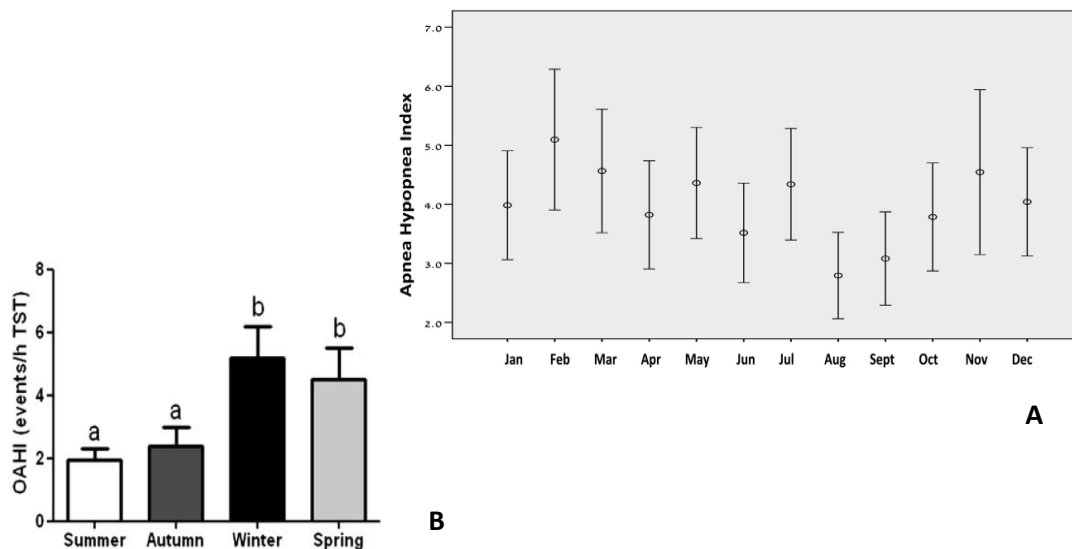 7.0
6.0
5.0
4.0
3.0
2.0
Apnea Hypopnea Index
Jan Feb Mar Apr May Jun Jul Aug Sept Oct Nov Dec
A
8
6
4
2
0
OAHI (events/h TST)
a a b b
Summer Autumn Winter Spring
B